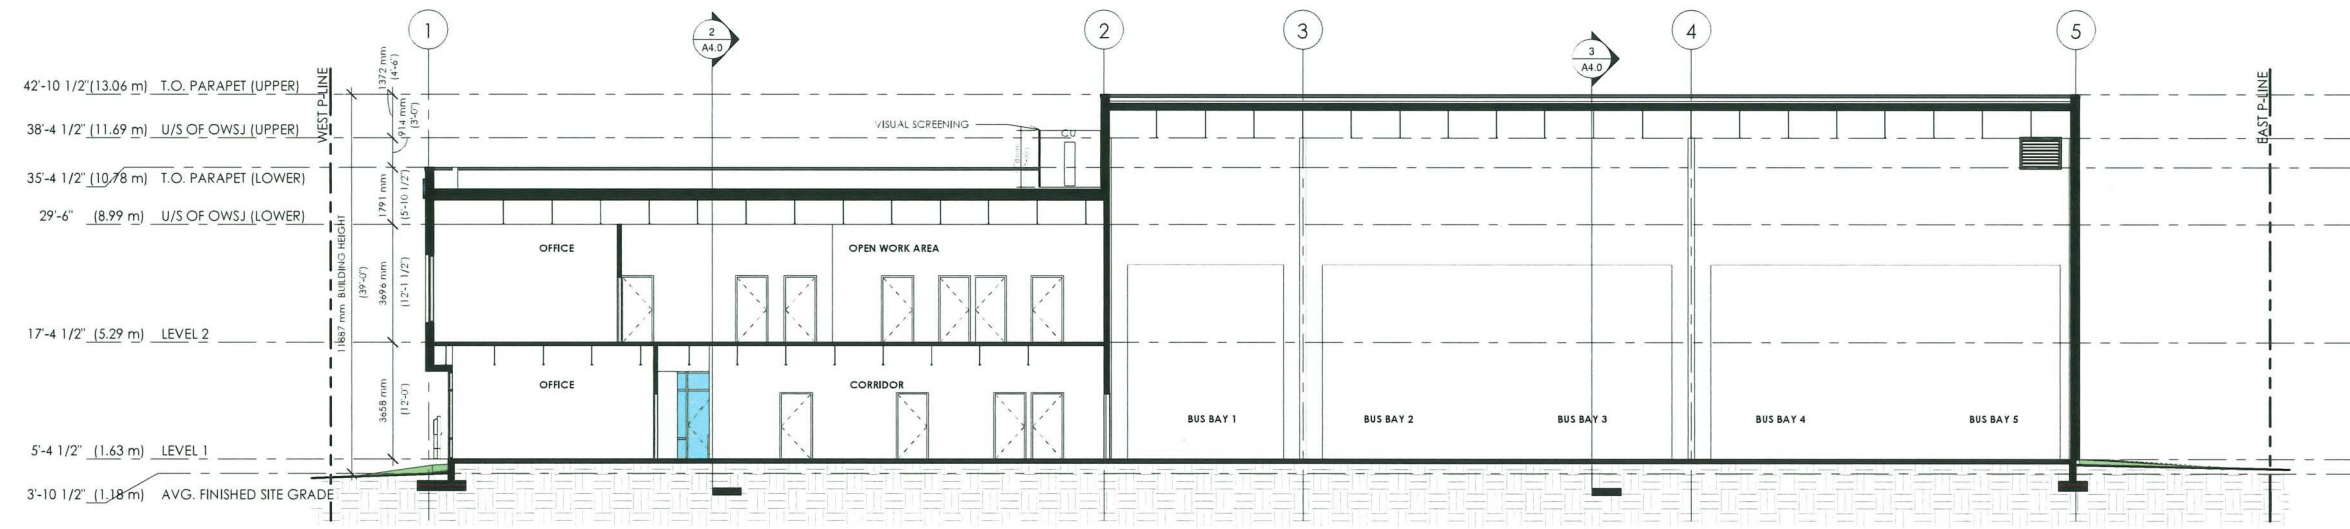 1
2
A4.0
2
3
3
A4.0
4
5
42'-10 1/2"(13.06 m) T.O. PARAPET (UPPER)
38'-4 1/2" (11.69 m) U/S OF OWSJ (UPPER)
35'-4 1/2" (10.78 m) T.O. PARAPET (LOWER)
29'-6" (8.99 m) U/S OF OWSJ (LOWER)
17'-4 1/2" (5.29 m) LEVEL 2
5'-4 1/2" (1.63 m) LEVEL 1
3'-10 1/2" (1.18 m) AVG. FINISHED SITE GRADE
WEST P-LINE
11887 mm BUILDING HEIGHT
(39'-0")
1372 mm
(4'-6")
914 mm
(3'-0")
1791 mm
(5'-10 1/2")
3696 mm
(12'-1 1/2")
3658 mm
(12'-0")
VISUAL SCREENING
CU
OFFICE
OPEN WORK AREA
OFFICE
CORRIDOR
BUS BAY 1
BUS BAY 2
BUS BAY 3
BUS BAY 4
BUS BAY 5
EAST P-LINE